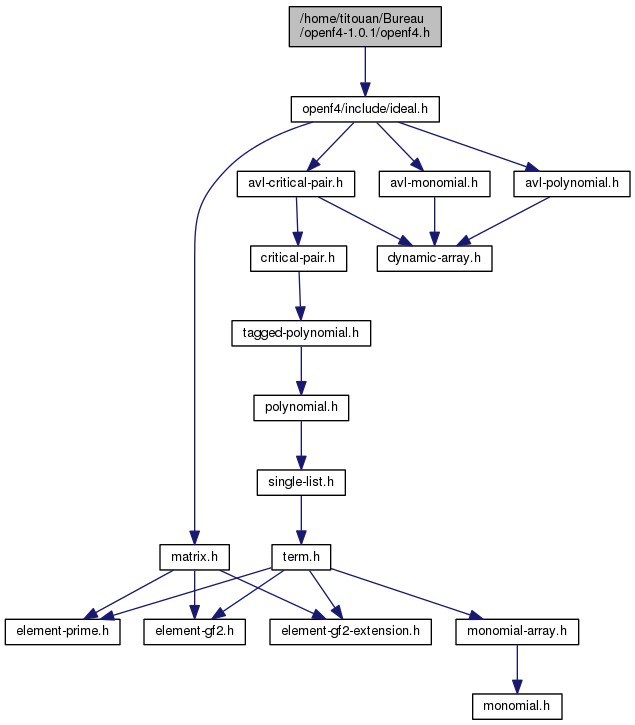 /home/titouan/Bureau
/openf4-1.0.1/openf4.h
openf4/include/ideal.h
avl-critical-pair.h
avl-monomial.h
avl-polynomial.h
critical-pair.h
dynamic-array.h
tagged-polynomial.h
polynomial.h
single-list.h
matrix.h
term.h
element-prime.h
element-gf2.h
element-gf2-extension.h
monomial-array.h
monomial.h